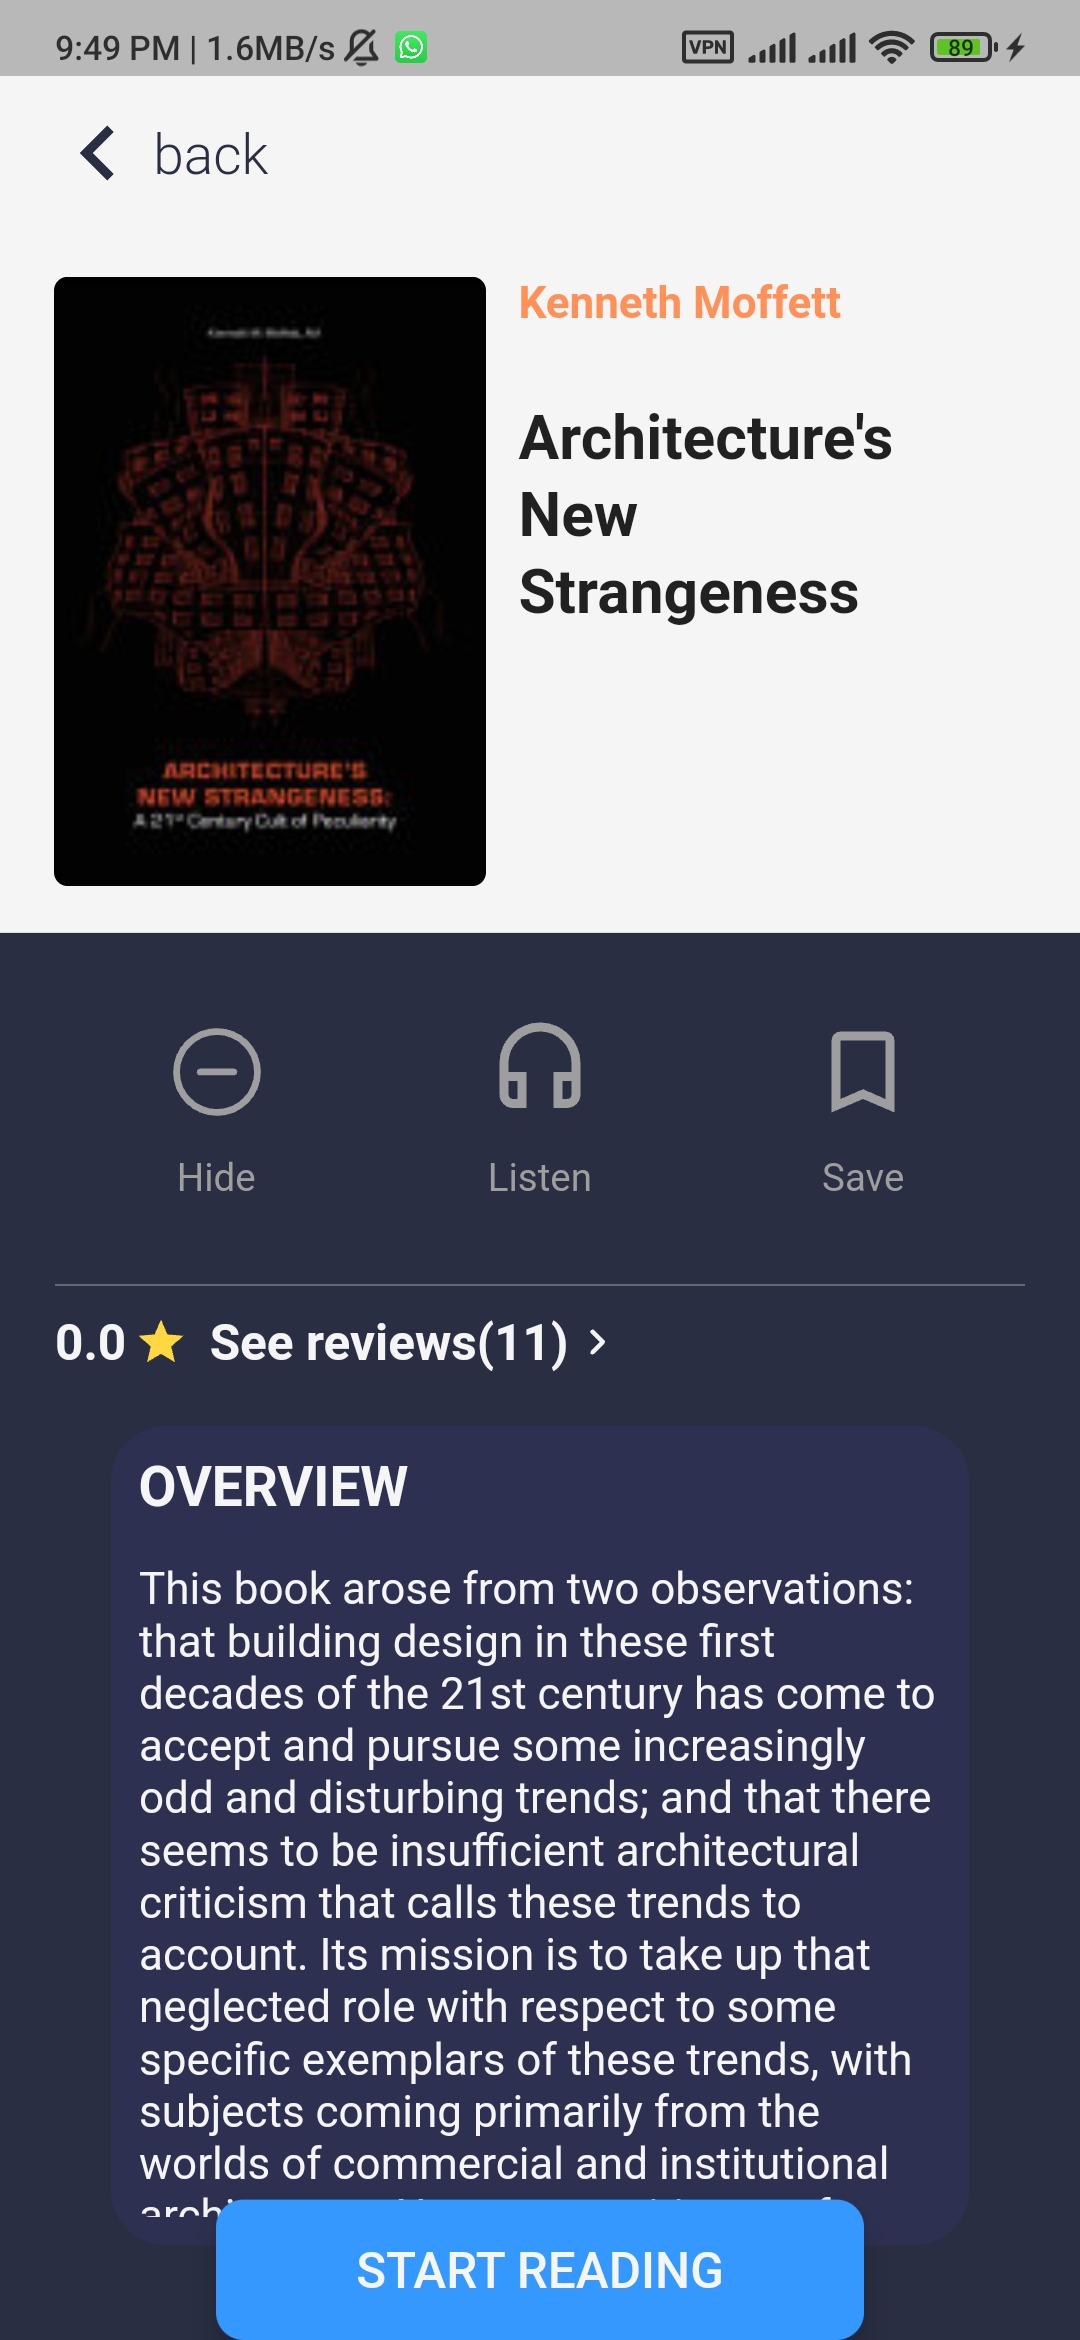 9:49 PM | 1.6MB/s
VPN
89
back
Kenneth Moffett
Architecture's
New
Strangeness
ARCHITECTURE'S
NEW STRANGENESS:
A 21st Century Cult of Peculiarity
Hide
Listen
Save
0.0 See reviews(11)
OVERVIEW
This book arose from two observations:
that building design in these first
decades of the 21st century has come to
accept and pursue some increasingly
odd and disturbing trends; and that there
seems to be insufficient architectural
criticism that calls these trends to
account. Its mission is to take up that
neglected role with respect to some
specific exemplars of these trends, with
subjects coming primarily from the
worlds of commercial and institutional
START READING